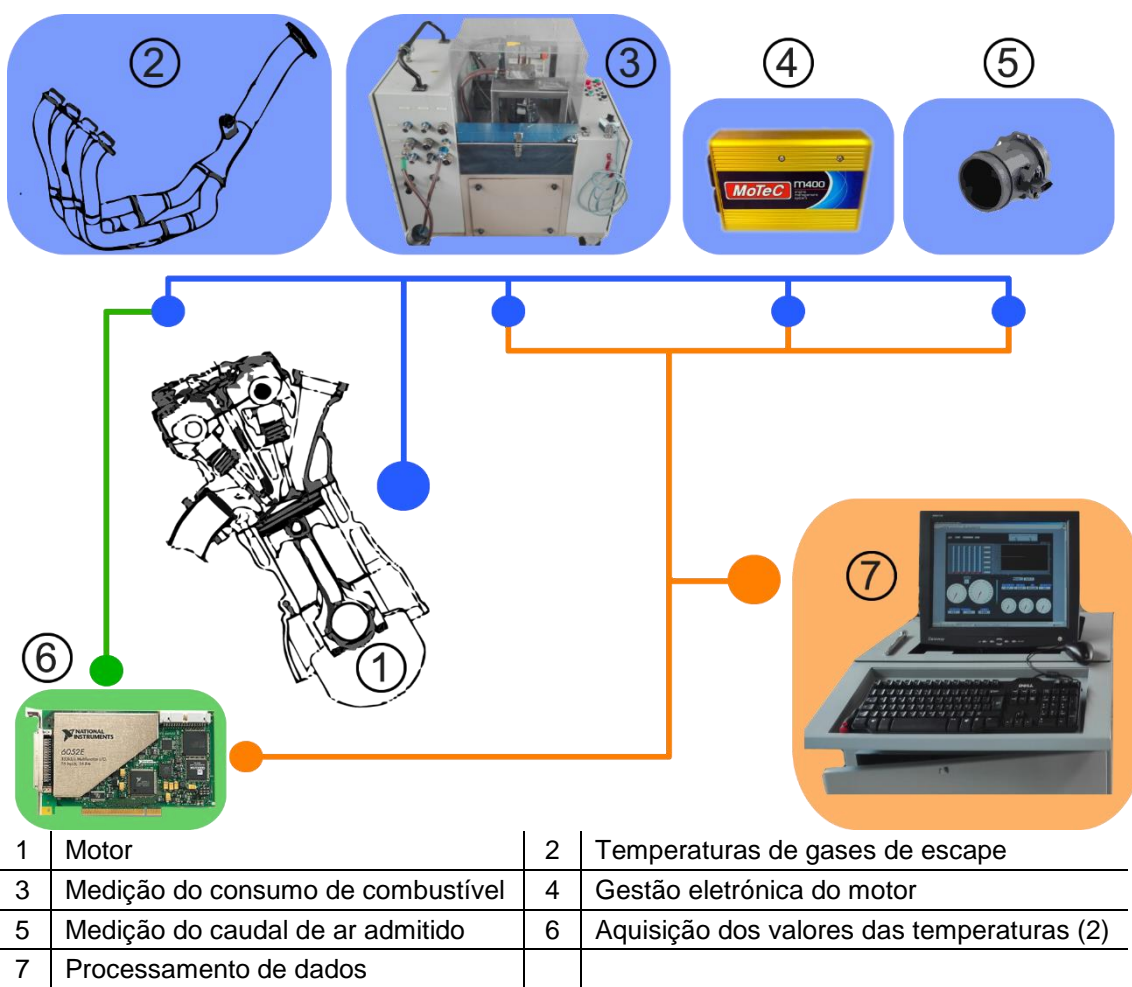 ②
③
④
⑤
MoTeC
M400
⑦
①
⑥
NATIONAL
INSTRUMENTS
6052E
DELL
1 Motor 2 Temperaturas de gases de escape
3 Medição do consumo de combustível 4 Gestão eletrónica do motor
5 Medição do caudal de ar admitido 6 Aquisição dos valores das temperaturas (2)
7 Processamento de dados